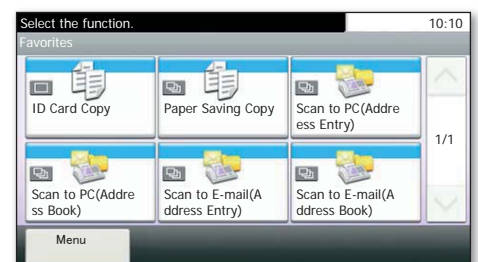 Select the function.
10:10
Favorites
ID Card Copy
Paper Saving Copy
Scan to PC(Addre
ess Entry)
1/1
Scan to PC(Addre
ss Book)
Scan to E-mail(A
ddress Entry)
Scan to E-mail(A
ddress Book)
Menu